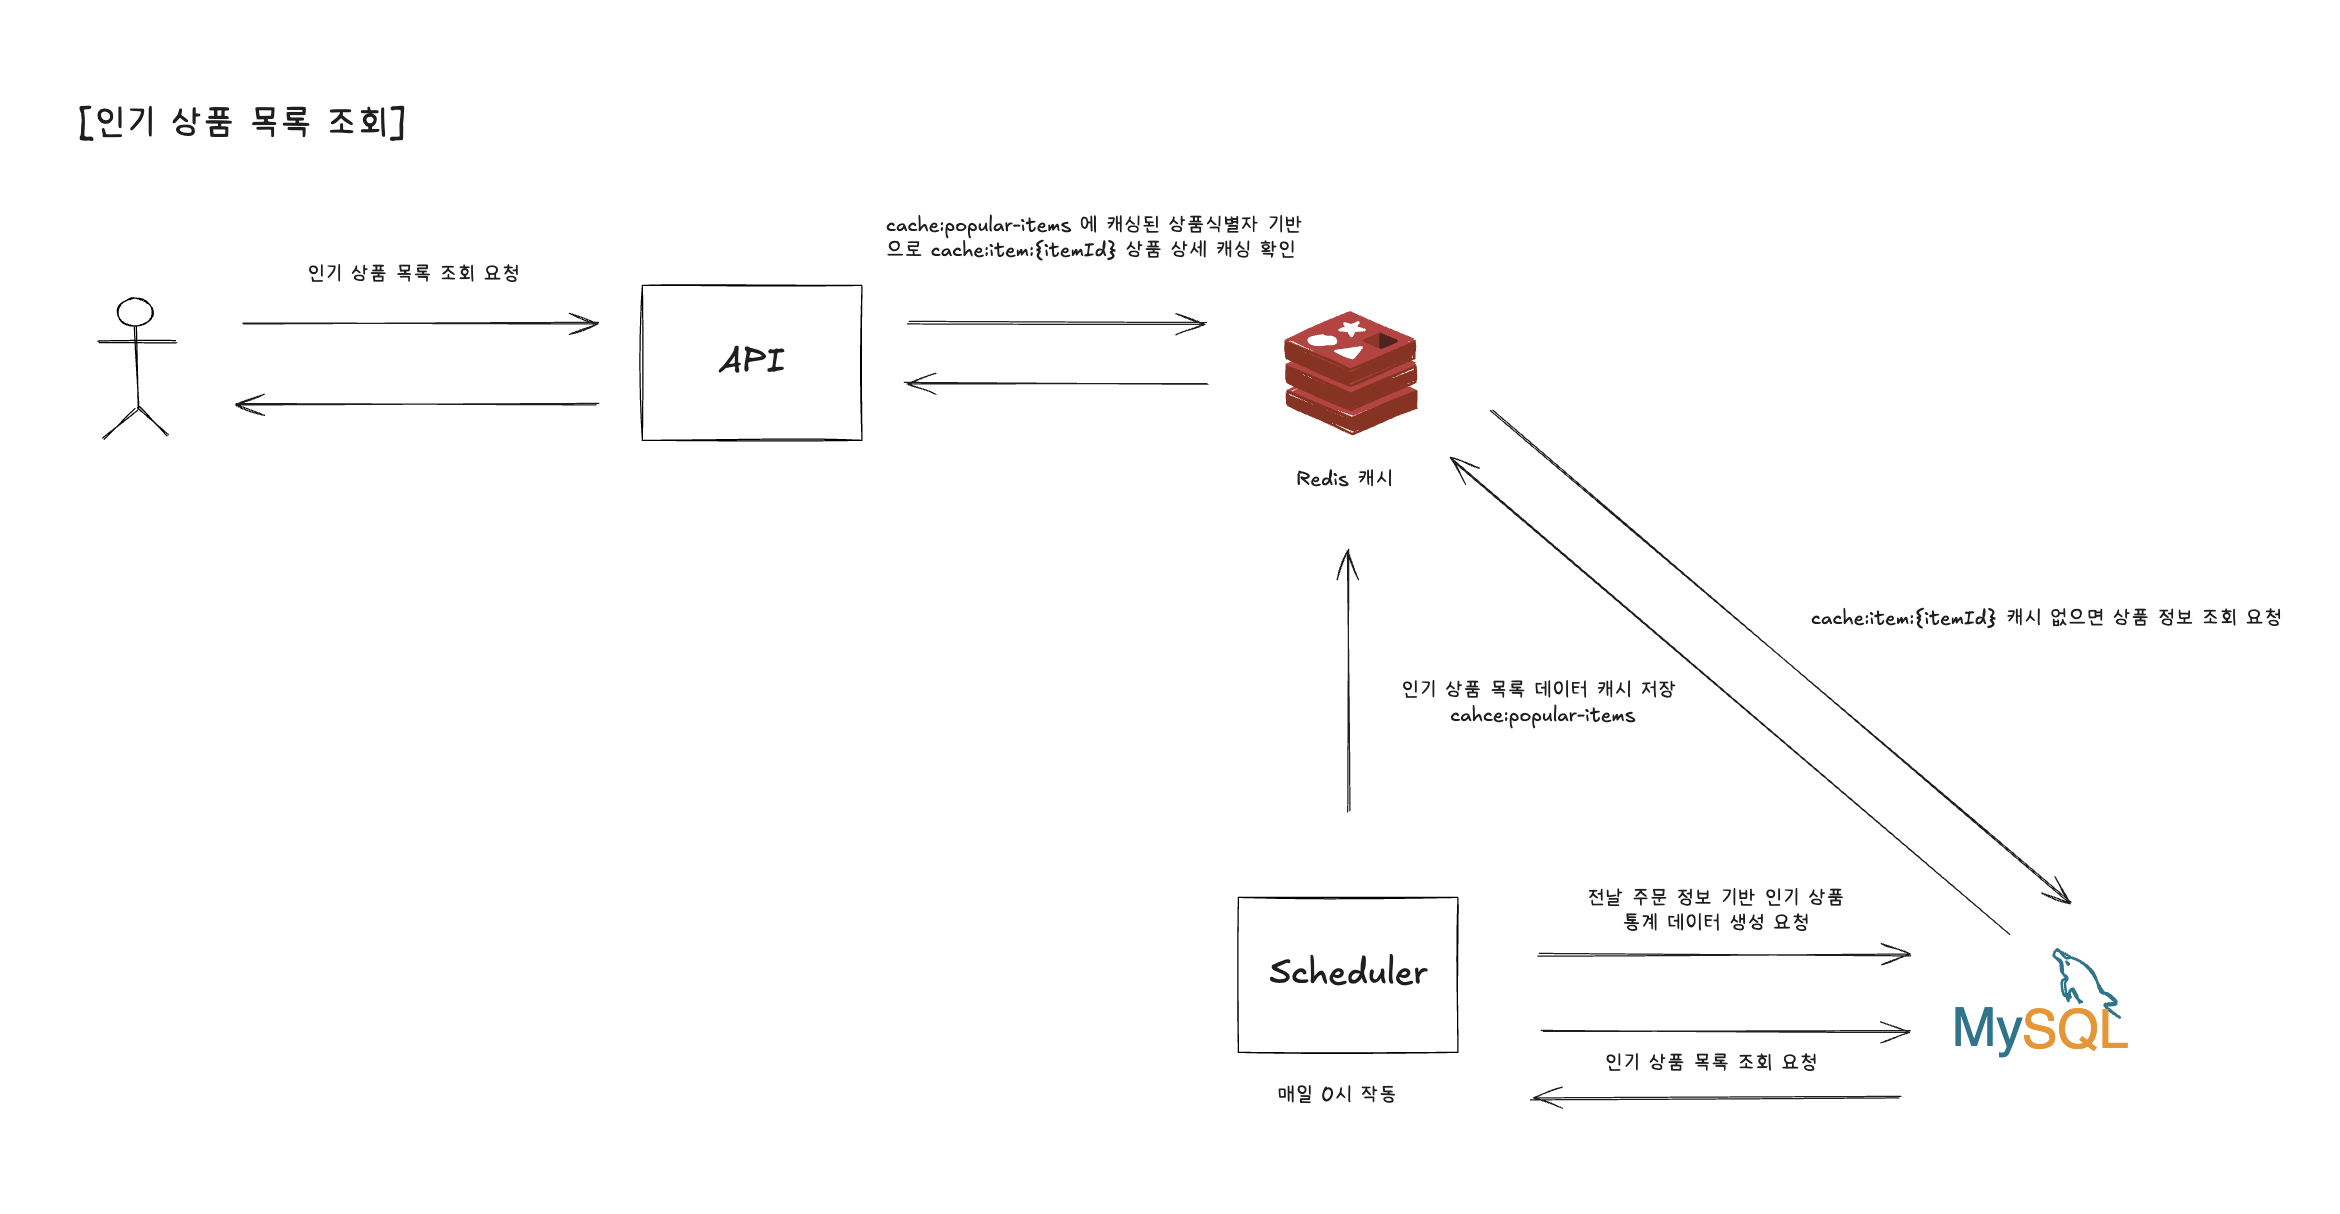 [인기 상품 목록 조회]
cache:popular-items 에 캐싱된 상품식별자 기반
으로 cache:item:{itemId} 상품 상세 캐싱 확인
인기 상품 목록 조회 요청
API
Redis 캐시
cache:item:{itemId} 캐시 없으면 상품 정보 조회 요청
인기 상품 목록 데이터 캐시 저장
cahce:popular-items
전날 주문 정보 기반 인기 상품
통계 데이터 생성 요청
Scheduler
MySQL
인기 상품 목록 조회 요청
매일 0시 작동